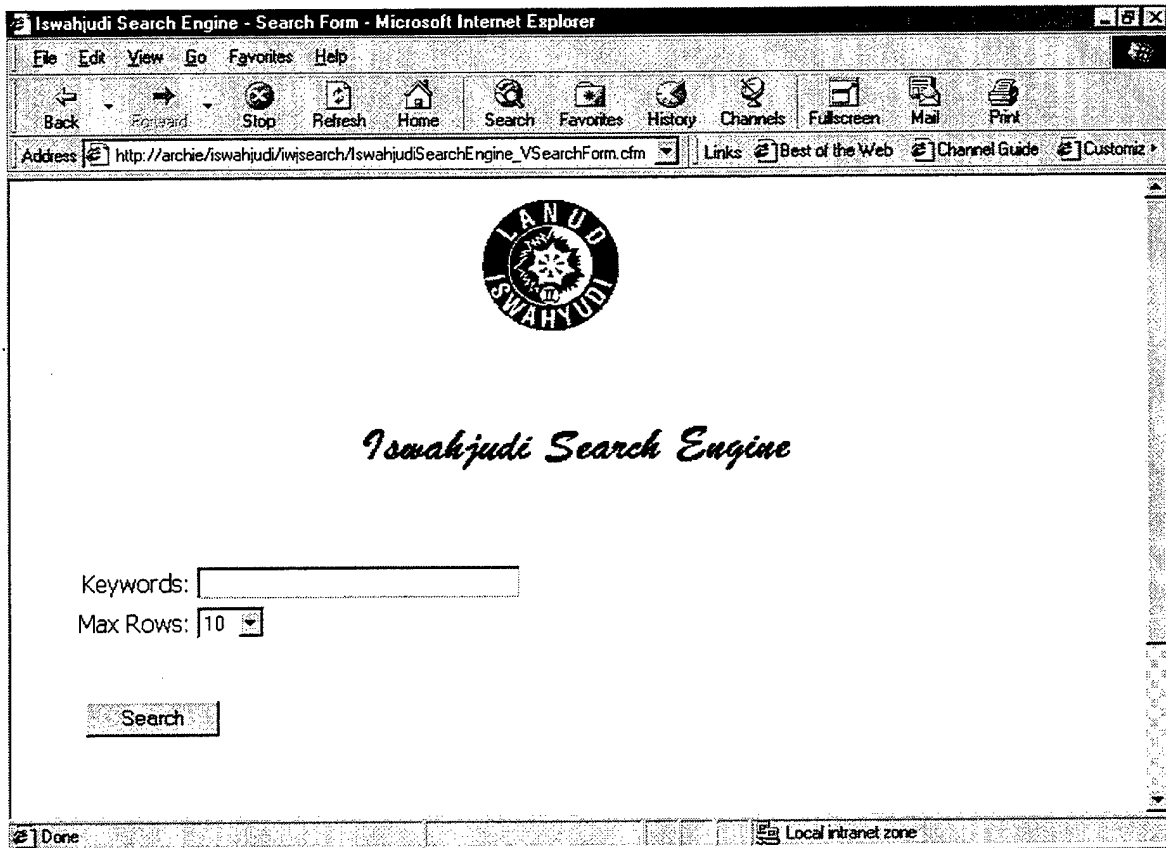 Iswahjudi Search Engine - Search Form - Microsoft Internet Explorer
File Edit View Go Favorites Help
Back Forward Stop Refresh Home Search Favorites History Channels Fullscreen Mail Print
Address http://archie/iswahjudi/iwjsearch/IswahjudiSearchEngine_VSearchForm.cfm Links Best of the Web Channel Guide Customiz
LANUD
II
ISWAHYUDI
Iswahjudi Search Engine
Keywords:
Max Rows: 10
Search
Done Local intranet zone